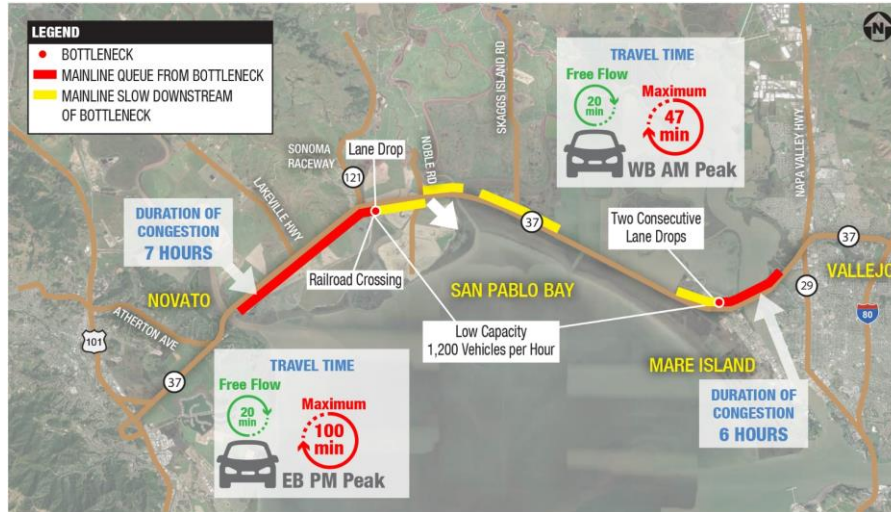 LEGEND
BOTTLENECK
MAINLINE QUEUE FROM BOTTLENECK
MAINLINE SLOW DOWNSTREAM
OF BOTTLENECK
N
TRAVEL TIME
Free Flow
20
min
Maximum
47
min
WB AM Peak
SKAGGS ISLAND RD
NAPA VALLEY HWY.
SONOMA
RACEWAY
Lane Drop
NOBLE RD
121
LAKEVILLE HWY
DURATION OF
CONGESTION
7 HOURS
37
Two Consecutive
Lane Drops
37
Railroad Crossing
SAN PABLO BAY
VALLEJO
NOVATO
29
80
ATHERTON AVE
101
Low Capacity
1,200 Vehicles per Hour
MARE ISLAND
37
TRAVEL TIME
Free Flow
20
min
Maximum
100
min
EB PM Peak
DURATION OF
CONGESTION
6 HOURS